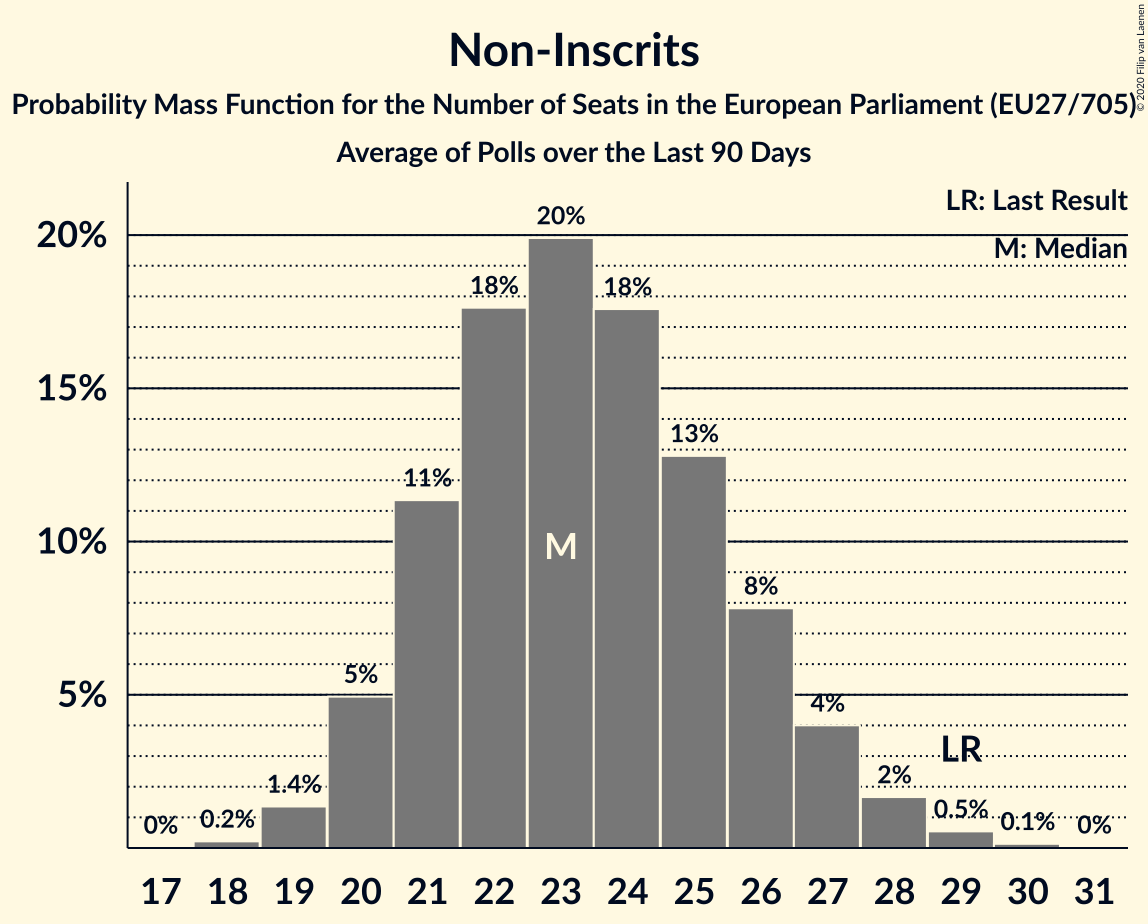 Non-Inscrits
Probability Mass Function for the Number of Seats in the European Parliament (EU27/705)
Average of Polls over the Last 90 Days
© 2020 Filip van Laenen
LR: Last Result
M: Median
20%
15%
10%
5%
0%
0.2%
1.4%
5%
11%
18%
20%
18%
13%
8%
4%
2%
0.5%
0.1%
0%
M
LR
17 18 19 20 21 22 23 24 25 26 27 28 29 30 31